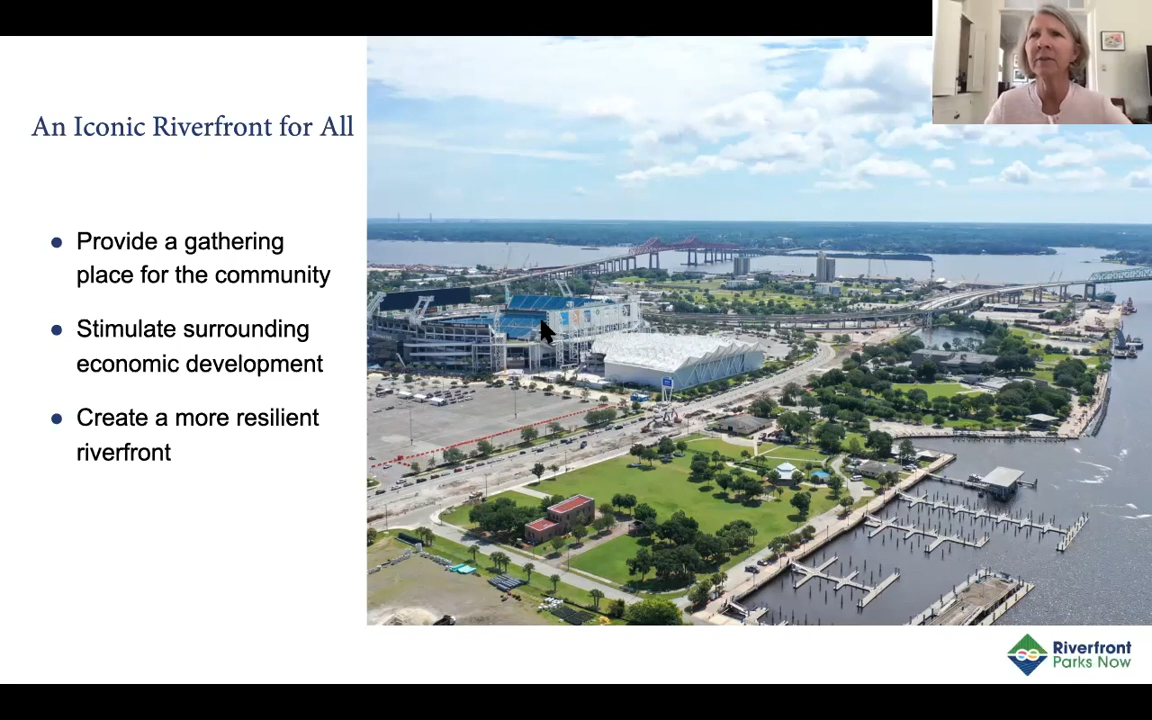 An Iconic Riverfront for All
● Provide a gathering
place for the community
● Stimulate surrounding
economic development
● Create a more resilient
riverfront
Riverfront
Parks Now